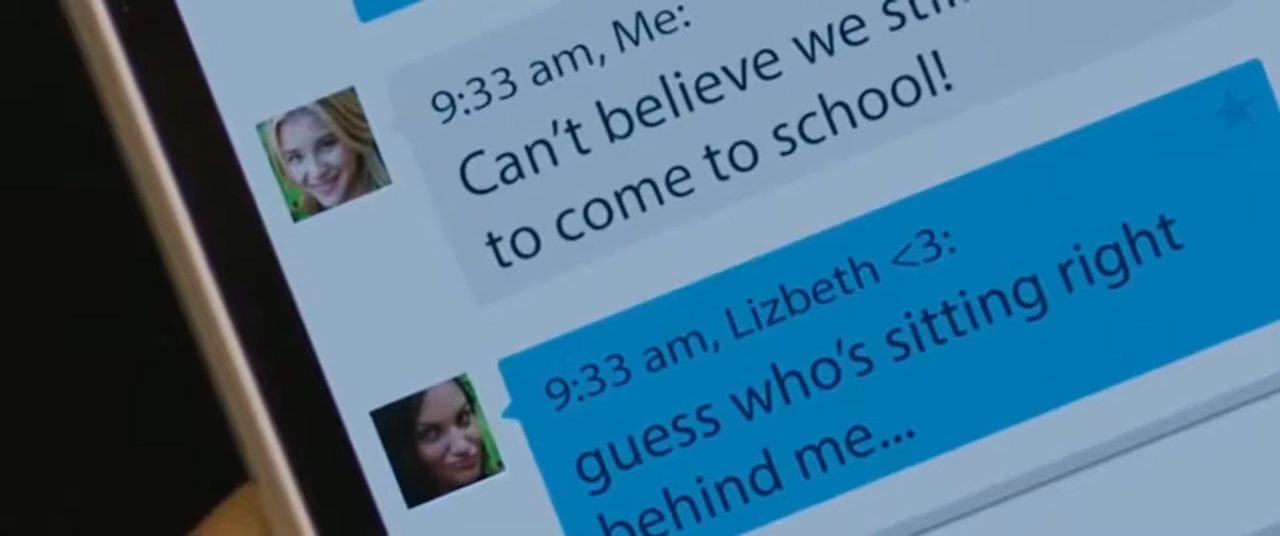 9:33 am, Me:
Can't believe we
to come to school!
9:33 am, Lizbeth <3:
guess who's sitting right
behind me...